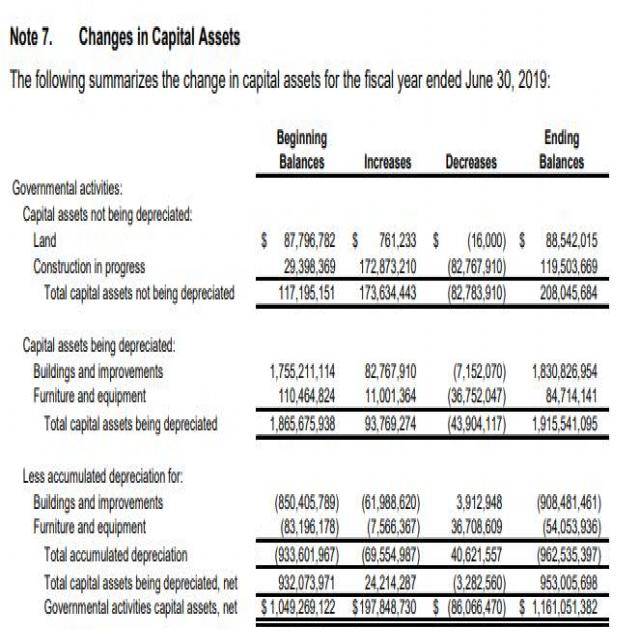 Note 7. Changes in Capital Assets
The following summarizes the change in capital assets for the fiscal year ended June 30, 2019:
Beginning Ending
Balances Increases Decreases Balances
Governmental activities:
Capital assets not being depreciated:
Land $ 87,796,782 $ 761,233 $ (16,000) $ 88,542,015
Construction in progress 29,398,369 172,873,210 (82,767,910) 119,503,669
Total capital assets not being depreciated 117,195,151 173,634,443 (82,783,910) 208,045,684
Capital assets being depreciated:
Buildings and improvements 1,755,211,114 82,767,910 (7,152,070) 1,830,826,954
Furniture and equipment 110,464,824 11,001,364 (36,752,047) 84,714,141
Total capital assets being depreciated 1,865,675,938 93,769,274 (43,904,117) 1,915,541,095
Less accumulated depreciation for:
Buildings and improvements (850,405,789) (61,988,620) 3,912,948 (908,481,461)
Furniture and equipment (83,196,178) (7,566,367) 36,708,609 (54,053,936)
Total accumulated depreciation (933,601,967) (69,554,987) 40,621,557 (962,535,397)
Total capital assets being depreciated, net 932,073,971 24,214,287 (3,282,560) 953,005,698
Governmental activities capital assets, net $ 1,049,269,122 $ 197,848,730 $ (86,066,470) $ 1,161,051,382